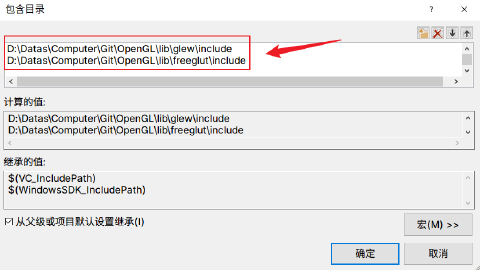 包含目录
D:\Datas\Computer\Git\OpenGL\lib\glew\include
D:\Datas\Computer\Git\OpenGL\lib\freeglut\include
计算的值:
D:\Datas\Computer\Git\OpenGL\lib\glew\include
D:\Datas\Computer\Git\OpenGL\lib\freeglut\include
继承的值:
$(VC_IncludePath)
$(WindowsSDK_IncludePath)
从父级或项目默认设置继承(I)
宏(M) >>
确定
取消